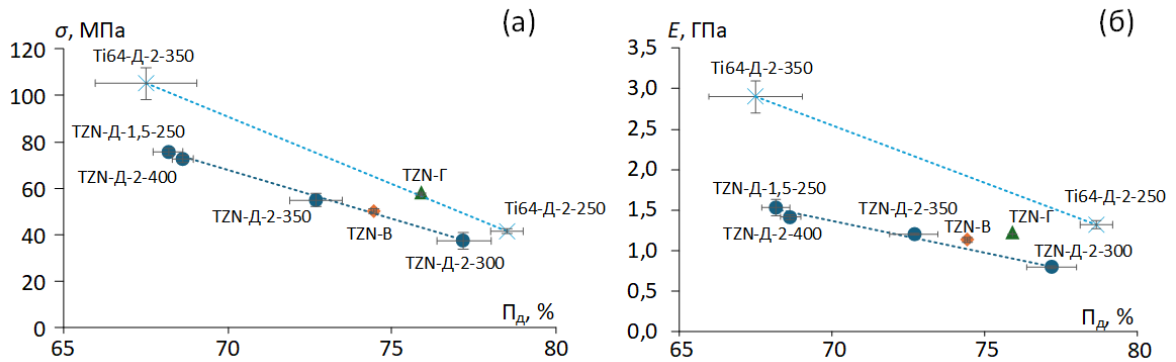 σ, МПа
(а)
120
100
80
60
40
20
0
65
70
75
80
Пд, %
Ti64-Д-2-350
TZN-Д-1,5-250
TZN-Д-2-400
TZN-Г
TZN-Д-2-350
TZN-В
Ti64-Д-2-250
TZN-Д-2-300
E, ГПа
(б)
3,5
3,0
2,5
2,0
1,5
1,0
0,5
0,0
65
70
75
80
Пд, %
Ti64-Д-2-350
TZN-Д-1,5-250
TZN-Д-2-350
Ti64-Д-2-250
TZN-Г
TZN-В
TZN-Д-2-400
TZN-Д-2-300